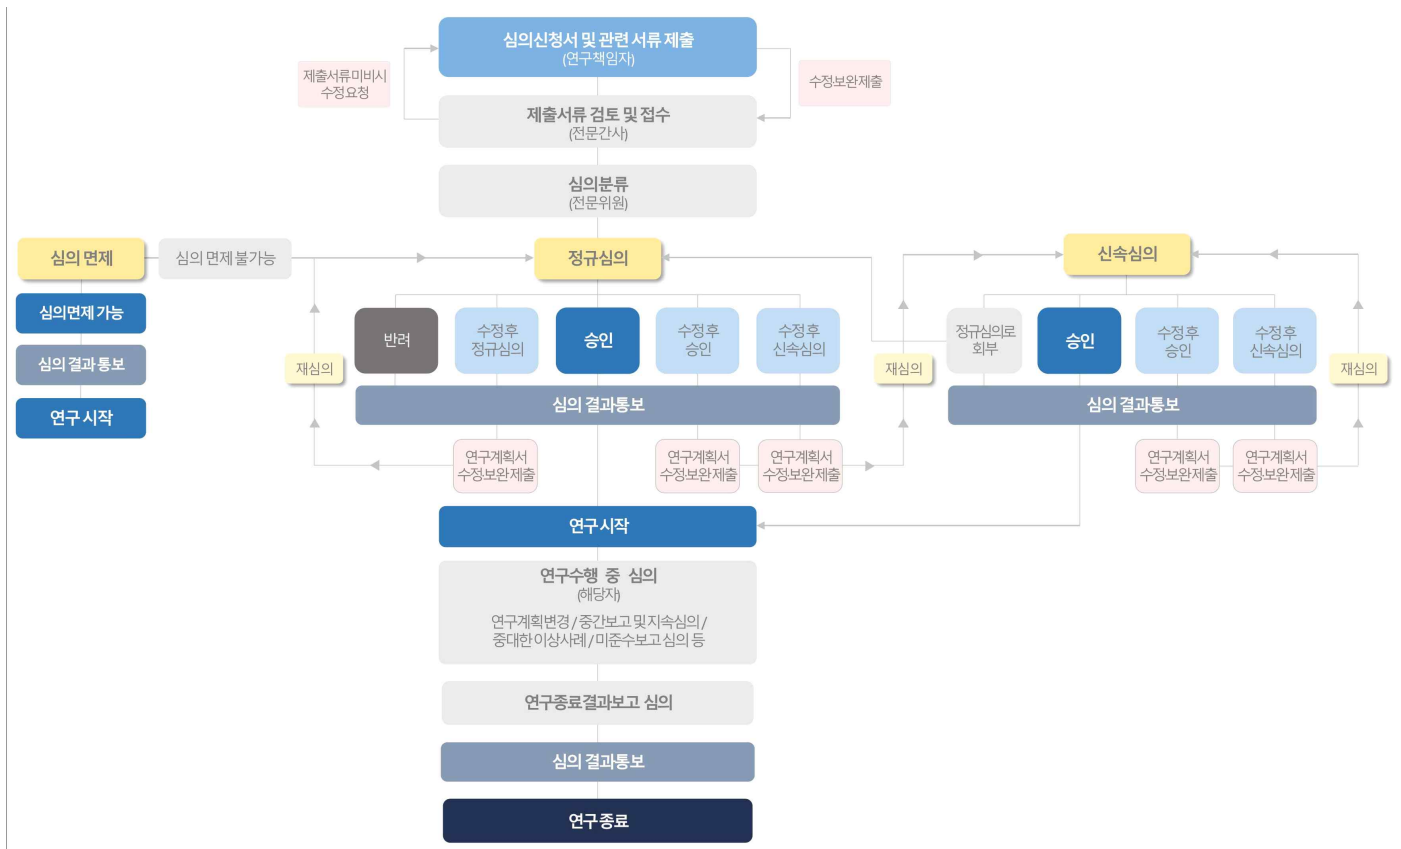 심의신청서 및 관련 서류 제출
(연구책임자)
제출서류미비시
수정요청
수정보완제출
제출서류 검토 및 접수
(전문간사)
심의분류
(전문위원)
심의 면제
심의 면제 불가능
정규심의
신속심의
심의면제 가능
심의 결과 통보
연구 시작
반려
수정후
정규심의
승인
수정후
승인
수정후
신속심의
정규심의로
회부
승인
수정후
승인
수정후
신속심의
재심의
재심의
재심의
심의 결과통보
심의 결과통보
연구계획서
수정보완제출
연구계획서
수정보완제출
연구계획서
수정보완제출
연구계획서
수정보완제출
연구계획서
수정보완제출
연구시작
연구수행 중 심의
(해당자)
연구계획변경 / 중간보고 및 지속심의 /
중대한 이상사례 / 미준수보고 심의 등
연구종료결과보고 심의
심의 결과통보
연구종료